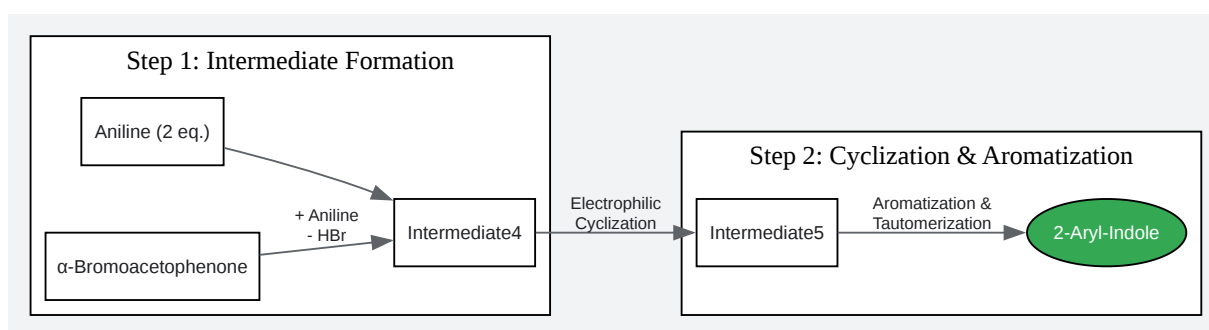 Step 1: Intermediate Formation
Aniline (2 eq.)
α-Bromoacetophenone
+ Aniline
- HBr
Intermediate4
Electrophilic
Cyclization
Step 2: Cyclization & Aromatization
Intermediate5
Aromatization &
Tautomerization
2-Aryl-Indole